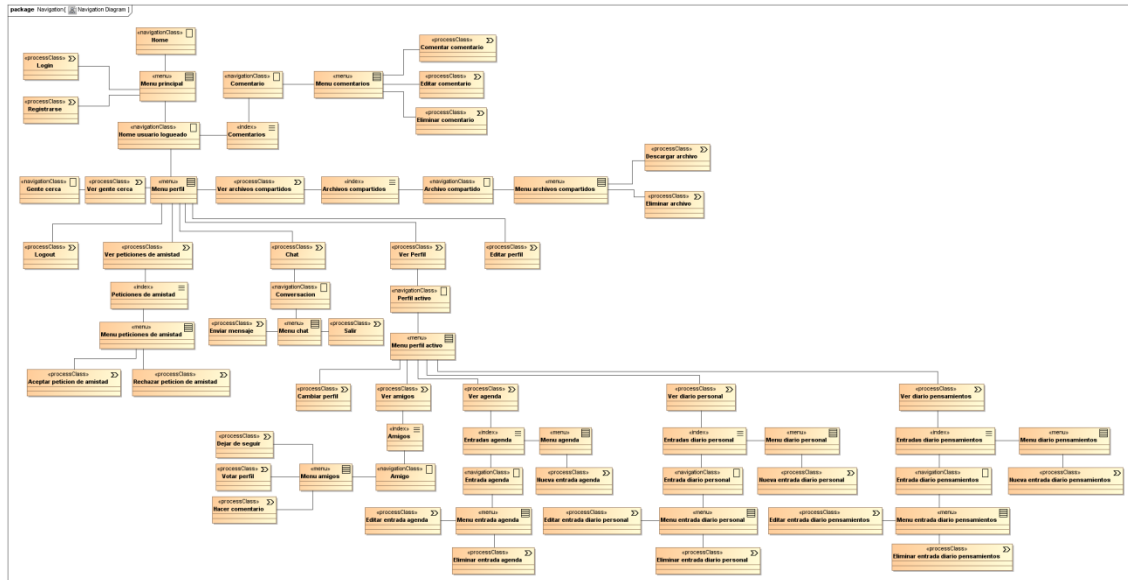 package Navigation[ Navigation Diagram ]
«navigationClass»
Home
«processClass»
Login
«menu»
Menu principal
«processClass»
Registrarse
«navigationClass»
Home usuario logueado
«navigationClass»
Comentario
«index»
Comentarios
«menu»
Menu comentarios
«processClass»
Comentar comentario
«processClass»
Editar comentario
«processClass»
Eliminar comentario
«navigationClass»
Gente cerca
«processClass»
Ver gente cerca
«menu»
Menu perfil
«processClass»
Ver archivos compartidos
«index»
Archivos compartidos
«navigationClass»
Archivo compartido
«menu»
Menu archivos compartidos
«processClass»
Descargar archivo
«processClass»
Eliminar archivo
«processClass»
Logout
«processClass»
Ver peticiones de amistad
«processClass»
Chat
«processClass»
Ver Perfil
«processClass»
Editar perfil
«index»
Peticiones de amistad
«navigationClass»
Conversacion
«navigationClass»
Perfil activo
«menu»
Menu peticiones de amistad
«processClass»
Enviar mensaje
«menu»
Menu chat
«processClass»
Salir
«menu»
Menu perfil activo
«processClass»
Aceptar peticion de amistad
«processClass»
Rechazar peticion de amistad
«processClass»
Cambiar perfil
«processClass»
Ver amigos
«processClass»
Ver agenda
«processClass»
Ver diario personal
«processClass»
Ver diario pensamientos
«processClass»
Dejar de seguir
«index»
Amigos
«index»
Entradas agenda
«menu»
Menu agenda
«index»
Entradas diario personal
«menu»
Menu diario personal
«index»
Entradas diario pensamientos
«menu»
Menu diario pensamientos
«processClass»
Votar perfil
«menu»
Menu amigos
«navigationClass»
Amigo
«navigationClass»
Entrada agenda
«processClass»
Nueva entrada agenda
«navigationClass»
Entrada diario personal
«processClass»
Nueva entrada diario personal
«navigationClass»
Entrada diario pensamientos
«processClass»
Nueva entrada diario pensamientos
«processClass»
Hacer comentario
«processClass»
Editar entrada agenda
«menu»
Menu entrada agenda
«processClass»
Editar entrada diario personal
«menu»
Menu entrada diario personal
«processClass»
Editar entrada diario pensamientos
«menu»
Menu entrada diario pensamientos
«processClass»
Eliminar entrada agenda
«processClass»
Eliminar entrada diario personal
«processClass»
Eliminar entrada diario pensamientos